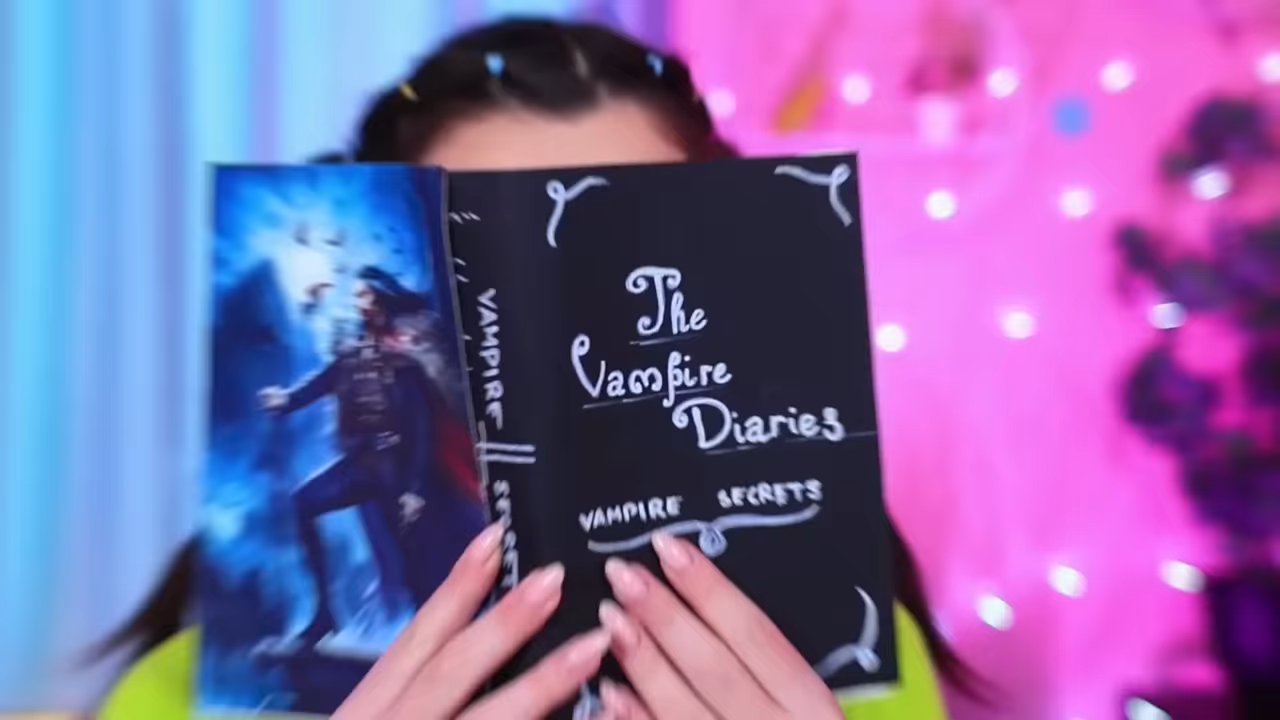 The
Vampire
Diaries
VAMPIRE SECRETS
VAMPIRE